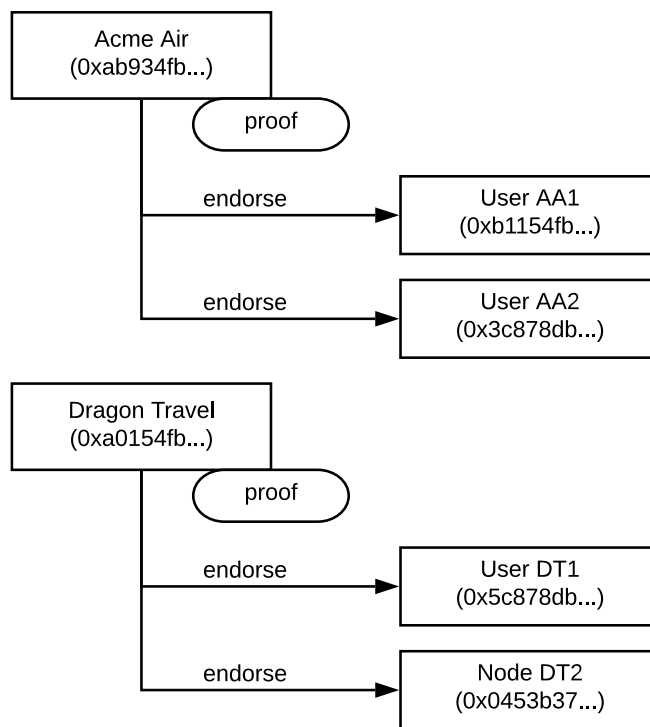 Acme Air
(0xab934fb...)
proof
endorse
User AA1
(0xb1154fb...)
endorse
User AA2
(0x3c878db...)
Dragon Travel
(0xa0154fb...)
proof
endorse
User DT1
(0x5c878db...)
endorse
Node DT2
(0x0453b37...)